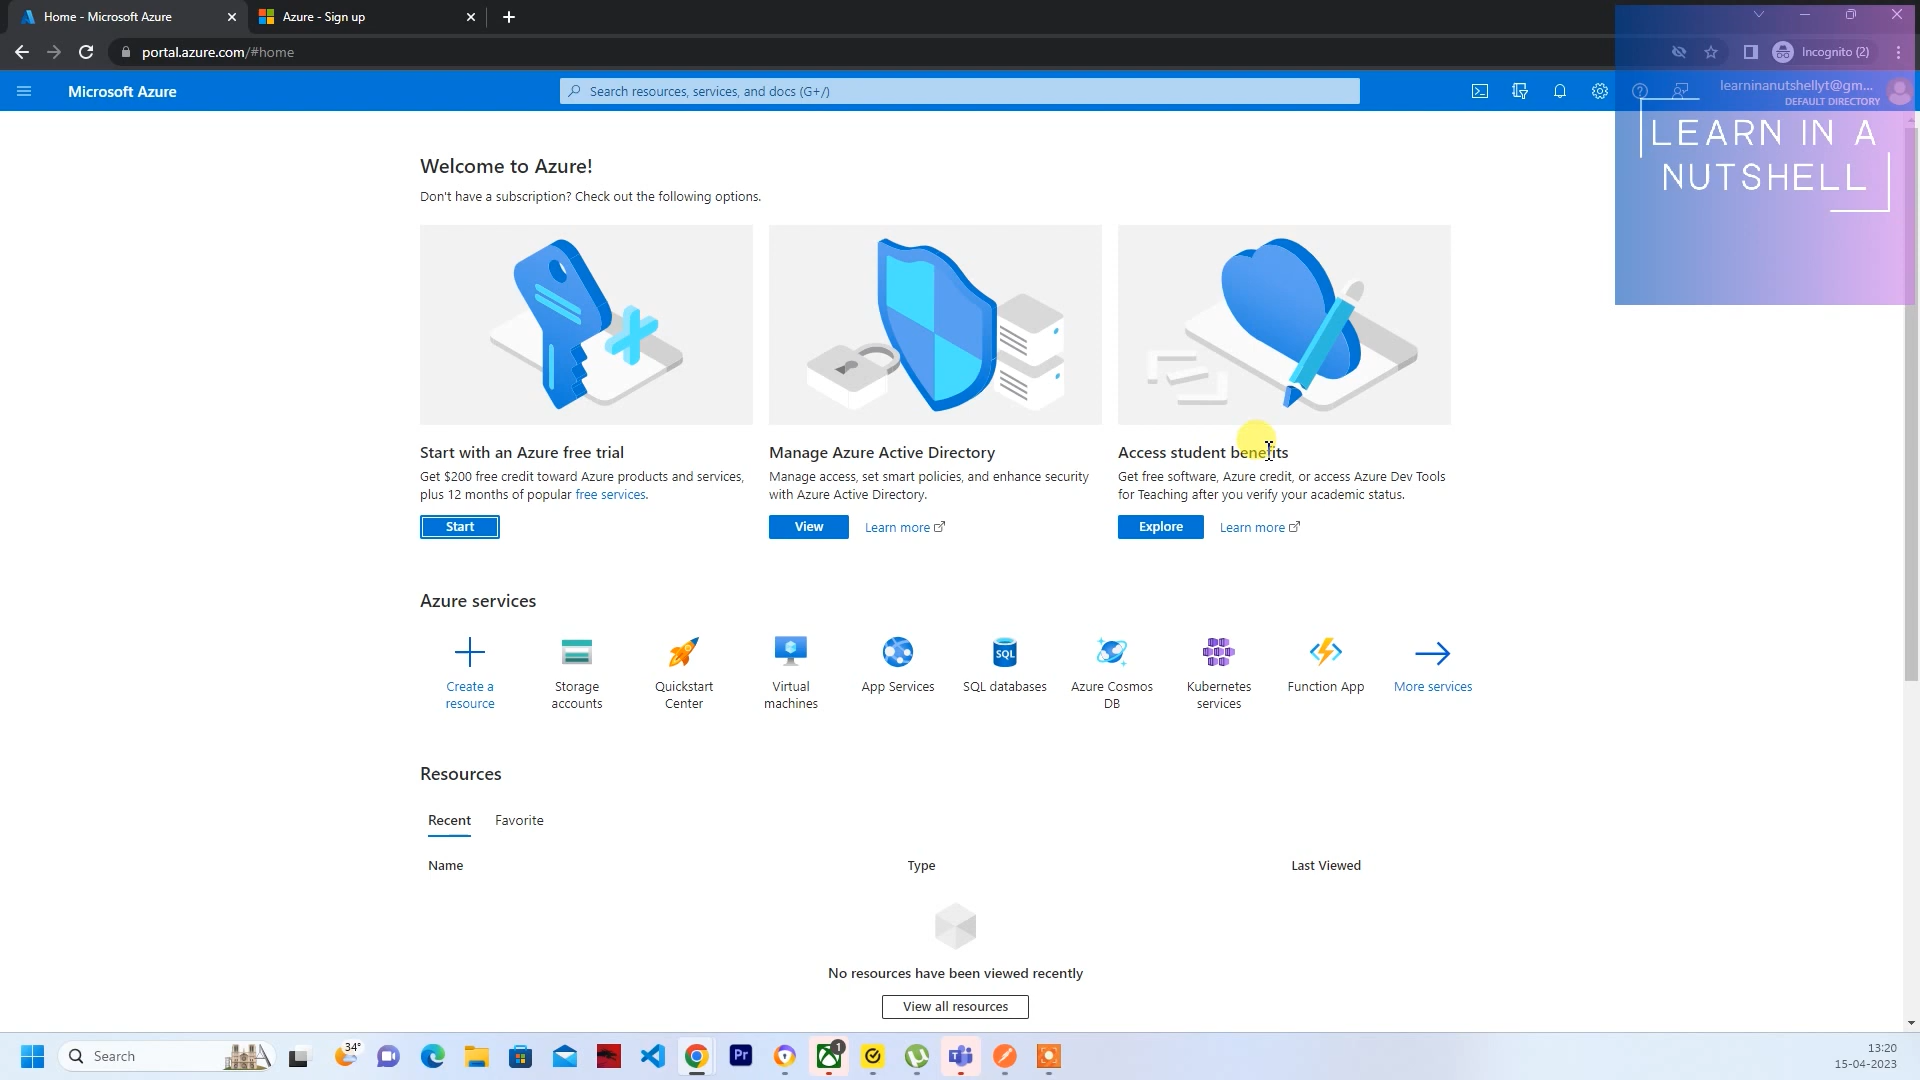 Home - Microsoft Azure
Azure - Sign up
portal.azure.com/#home
Incognito (2)
Microsoft Azure
Search resources, services, and docs (G+/)
learninanutshellyt@gm...
DEFAULT DIRECTORY
LEARN IN A
NUTSHELL
Welcome to Azure!
Don't have a subscription? Check out the following options.
Start with an Azure free trial
Get $200 free credit toward Azure products and services,
plus 12 months of popular free services.
Start
Manage Azure Active Directory
Manage access, set smart policies, and enhance security
with Azure Active Directory.
View
Learn more
Access student benefits
Get free software, Azure credit, or access Azure Dev Tools
for Teaching after you verify your academic status.
Explore
Learn more
Azure services
Create a
resource
Storage
accounts
Quickstart
Center
Virtual
machines
App Services
SQL
SQL databases
Azure Cosmos
DB
Kubernetes
services
Function App
More services
Resources
Recent
Favorite
Name
Type
Last Viewed
No resources have been viewed recently
View all resources
Search
34°
Pr
1
13:20
15-04-2023